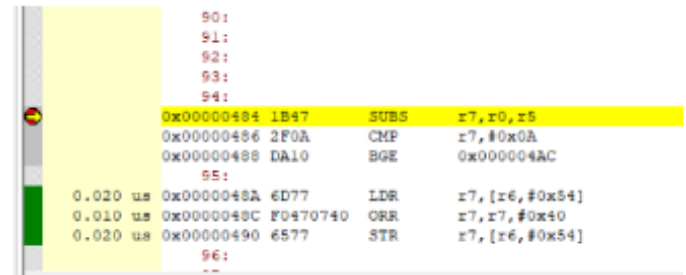 90:
91:
92:
93:
94:
0x00000484 1B47 SUBS r7,r0,r5
0x00000486 2F0A CMP r7,#0x0A
0x00000488 DA10 BGE 0x000004AC
95:
0.020 us 0x0000048A 6D77 LDR r7,[r6,#0x54]
0.010 us 0x0000048C F0470740 ORR r7,r7,#0x40
0.020 us 0x00000490 6577 STR r7,[r6,#0x54]
96: